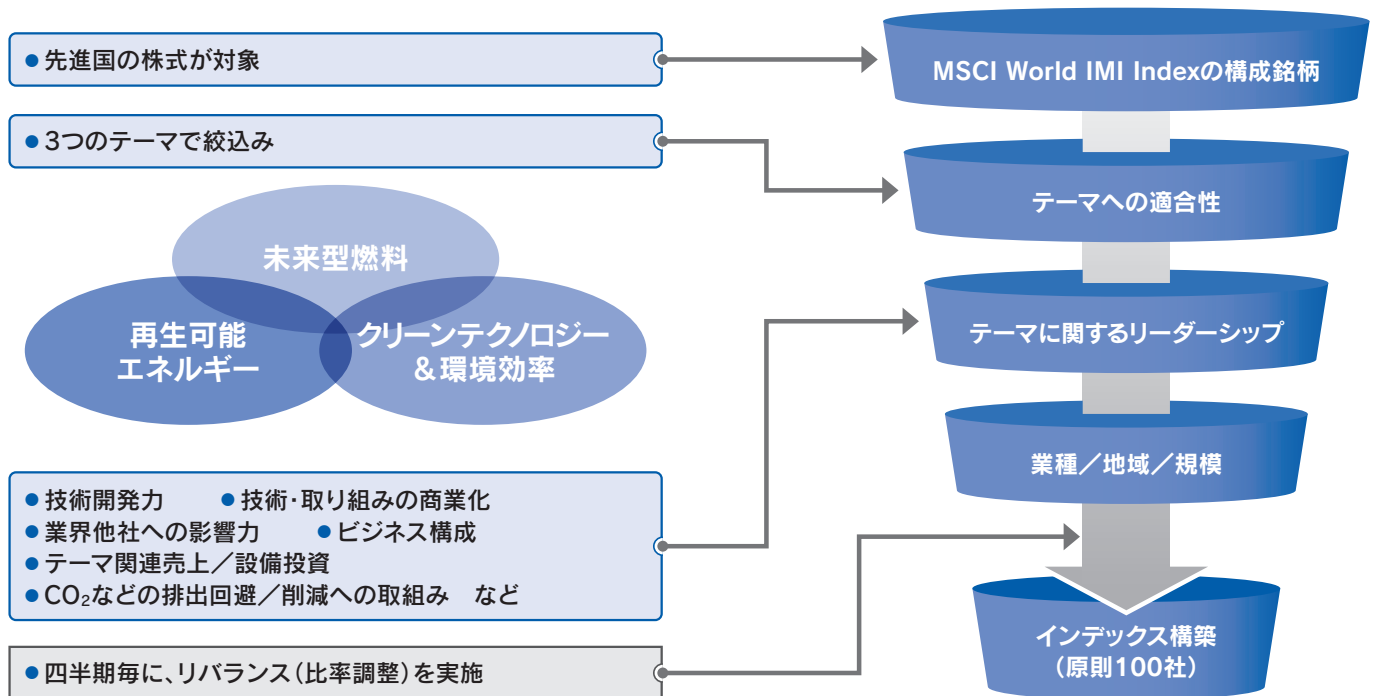 ● 先進国の株式が対象
MSCI World IMI Indexの構成銘柄
● 3つのテーマで絞込み
テーマへの適合性
未来型燃料
再生可能
エネルギー
クリーンテクノロジー
&環境効率
テーマに関するリーダーシップ
業種／地域／規模
● 技術開発力 ● 技術・取り組みの商業化
● 業界他社への影響力 ● ビジネス構成
● テーマ関連売上／設備投資
● CO₂などの排出回避／削減への取組み など
インデックス構築
（原則100社）
● 四半期毎に、リバランス（比率調整）を実施